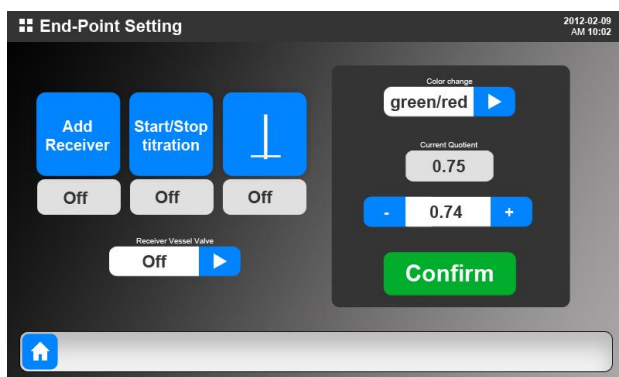 End-Point Setting
2012-02-09
AM 10:02
Add
Receiver
Off
Start/Stop
titration
Off
Off
Receiver Vessel Valve
Off
Color change
green/red
Current Quotient
0.75
- 0.74 +
Confirm